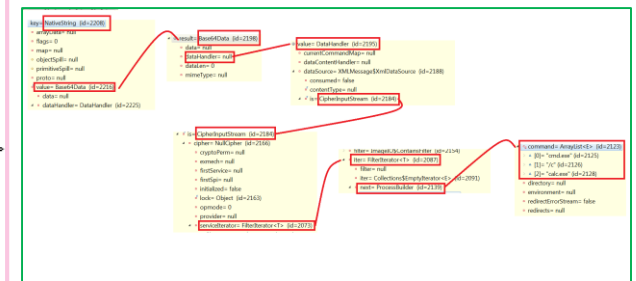 key= NativeString (id=2208)
arrayData= null
flags= 0
map= null
objectSpill= null
primitiveSpill= null
proto= null
value= Base64Data (id=2216)
data= null
dataHandler= DataHandler (id=2225)
result= Base64Data (id=2198)
data= null
dataHandler= null
dataLen= 0
mimeType= null
value= DataHandler (id=2195)
currentCommandMap= null
dataContentHandler= null
dataSource= XMLMessage$XmlDataSource (id=2188)
consumed= false
contentType= null
is= CipherInputStream (id=2184)
is= CipherInputStream (id=2184)
cipher= NullCipher (id=2166)
cryptoPerm= null
exmech= null
firstService= null
firstSpi= null
initialized= false
lock= Object (id=2163)
opmode= 0
provider= null
serviceIterator= FilterIterator<T> (id=2073)
(id=2154)
iter= FilterIterator<T> (id=2087)
filter= null
iter= Collections$EmptyIterator<E> (id=2091)
next= ProcessBuilder (id=2139)
command= ArrayList<E> (id=2123)
[0]= "cmd.exe" (id=2125)
[1]= "/c" (id=2126)
[2]= "calc.exe" (id=2128)
directory= null
environment= null
redirectErrorStream= false
redirects= null